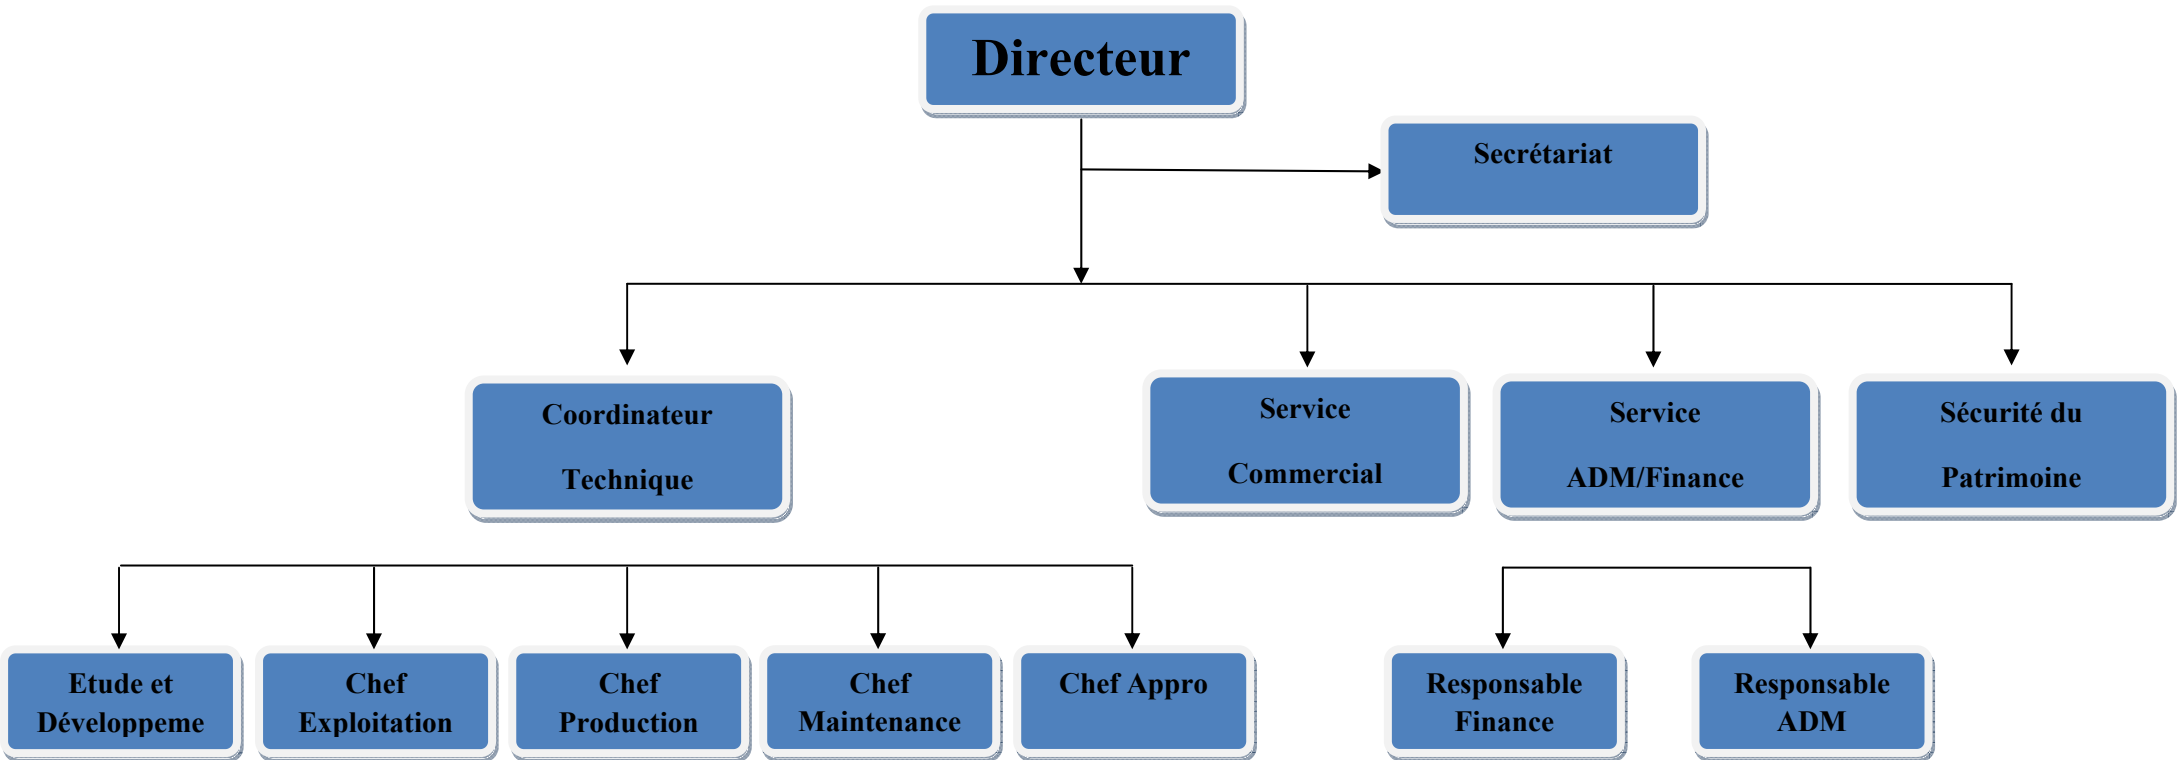 Directeur
Secrétariat
Coordinateur
Technique
Service
Commercial
Service
ADM/Finance
Sécurité du
Patrimoine
Etude et
Développeme
Chef
Exploitation
Chef
Production
Chef
Maintenance
Chef Appro
Responsable
Finance
Responsable
ADM